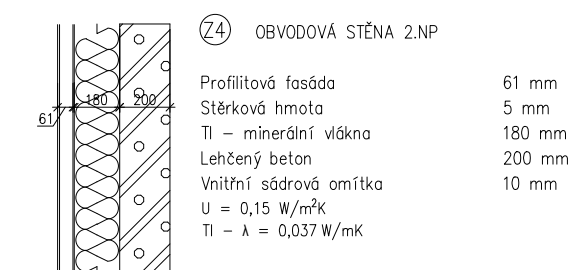 Z4 OBVODOVÁ STĚNA 2.NP
Profilitová fasáda 61 mm
Stěrková hmota 5 mm
TI – minerální vlákna 180 mm
Lehčený beton 200 mm
Vnitřní sádrová omítka 10 mm
U = 0,15 W/m²K
TI – λ = 0,037 W/mK
180 200
61